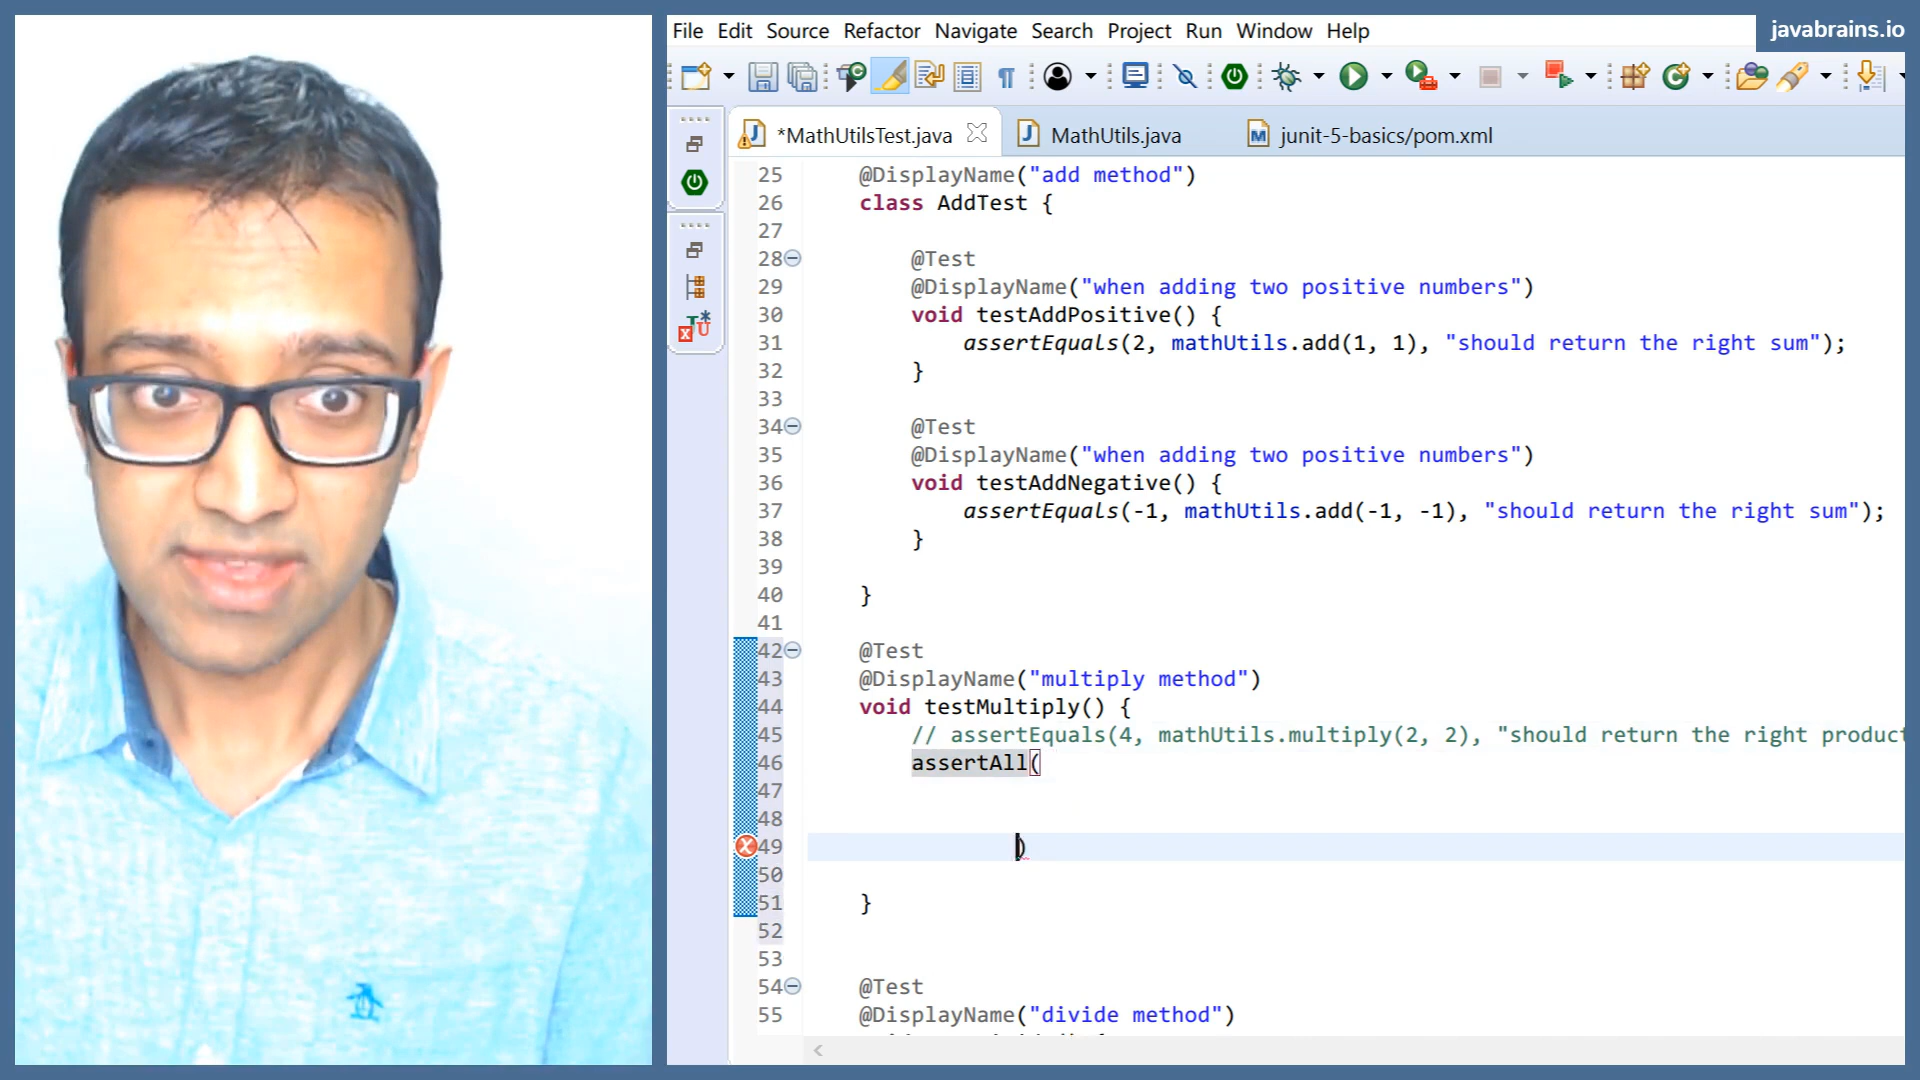 File Edit Source Refactor Navigate Search Project Run Window Help
javabrains.io
*MathUtilsTest.java MathUtils.java junit-5-basics/pom.xml
25 @DisplayName("add method")
26 class AddTest {
27
28 @Test
29 @DisplayName("when adding two positive numbers")
30 void testAddPositive() {
31 assertEquals(2, mathUtils.add(1, 1), "should return the right sum");
32 }
33
34 @Test
35 @DisplayName("when adding two positive numbers")
36 void testAddNegative() {
37 assertEquals(-1, mathUtils.add(-1, -1), "should return the right sum");
38 }
39
40 }
41
42 @Test
43 @DisplayName("multiply method")
44 void testMultiply() {
45 // assertEquals(4, mathUtils.multiply(2, 2), "should return the right product
46 assertAll(
47
48
49 )
50
51 }
52
53
54 @Test
55 @DisplayName("divide method")